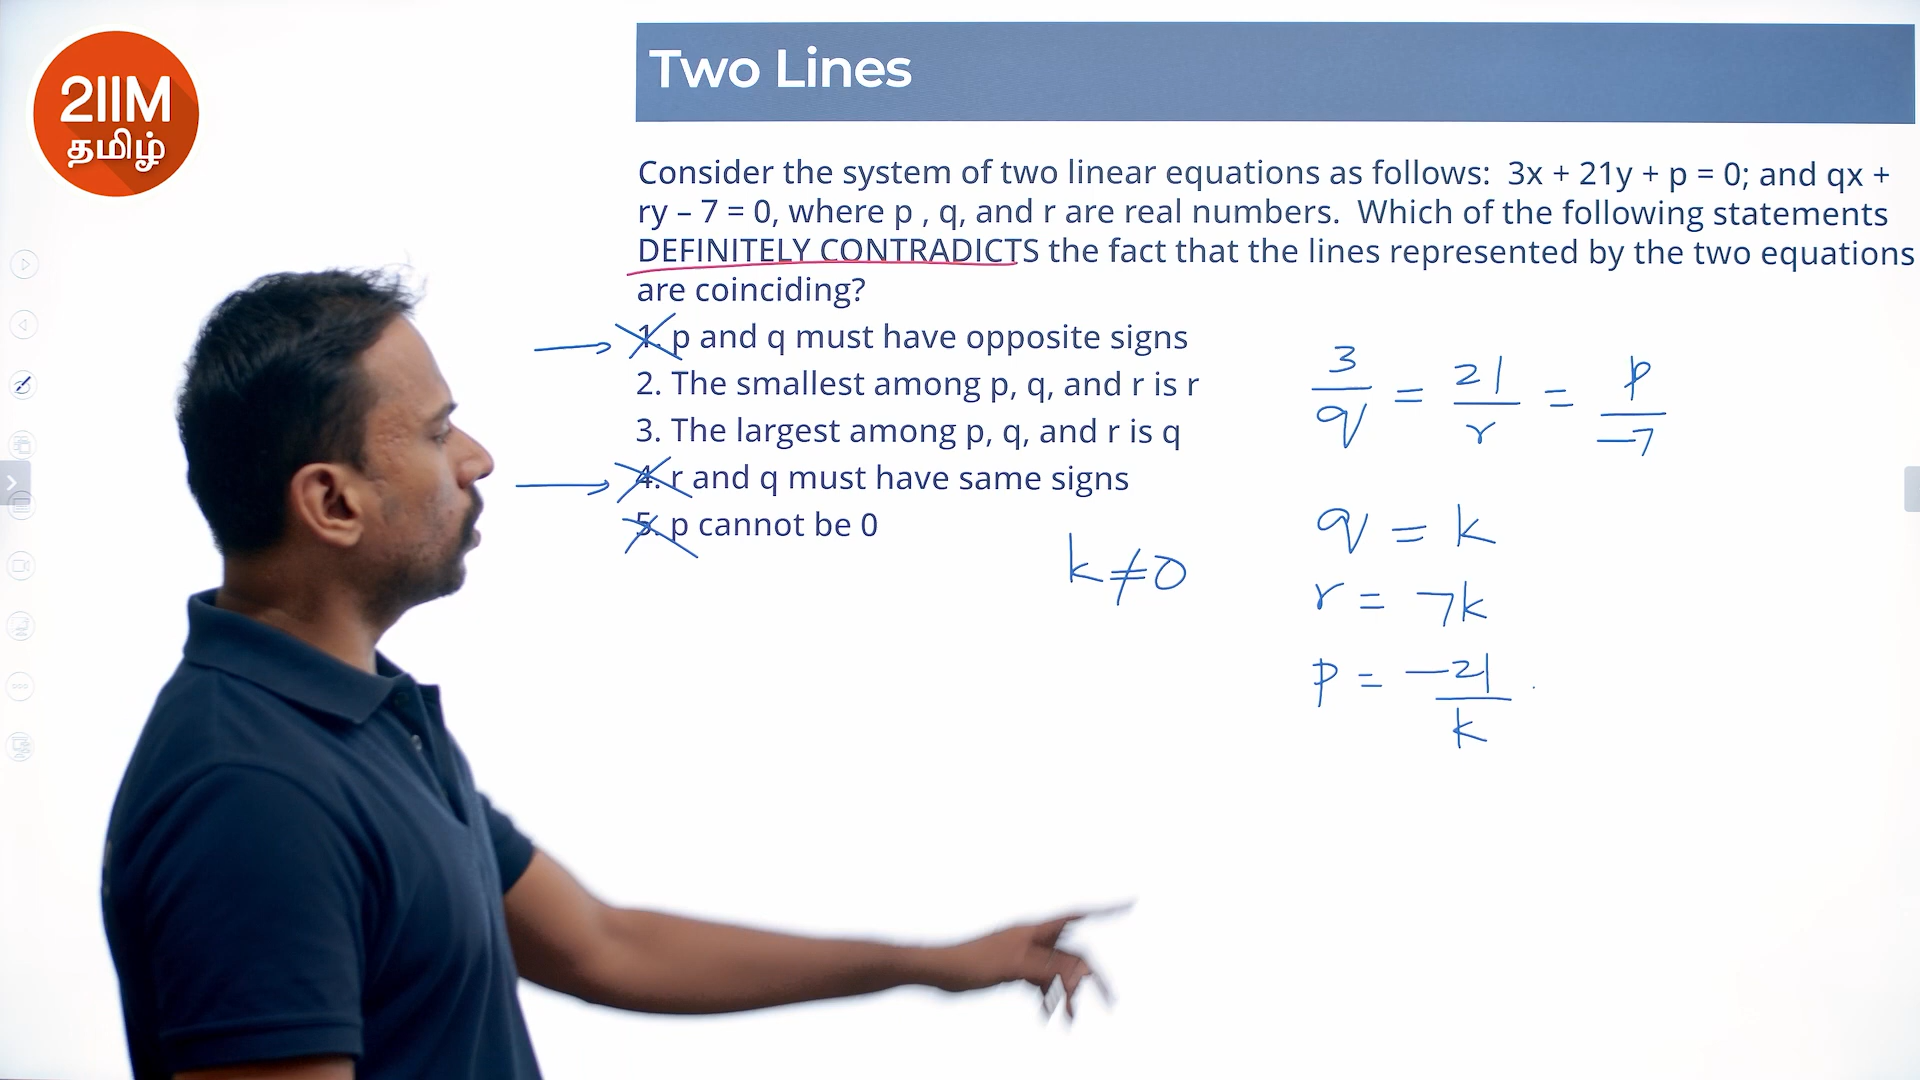 2IIM
தமிழ்
Two Lines
Consider the system of two linear equations as follows: 3x + 21y + p = 0; and qx +
ry – 7 = 0, where p , q, and r are real numbers. Which of the following statements
DEFINITELY CONTRADICTS the fact that the lines represented by the two equations
are coinciding?
1. p and q must have opposite signs
2. The smallest among p, q, and r is r
3. The largest among p, q, and r is q
4. r and q must have same signs
5. p cannot be 0
3/q = 21/r = p/-7
k ≠ 0
q = k
r = 7k
p = -21/k